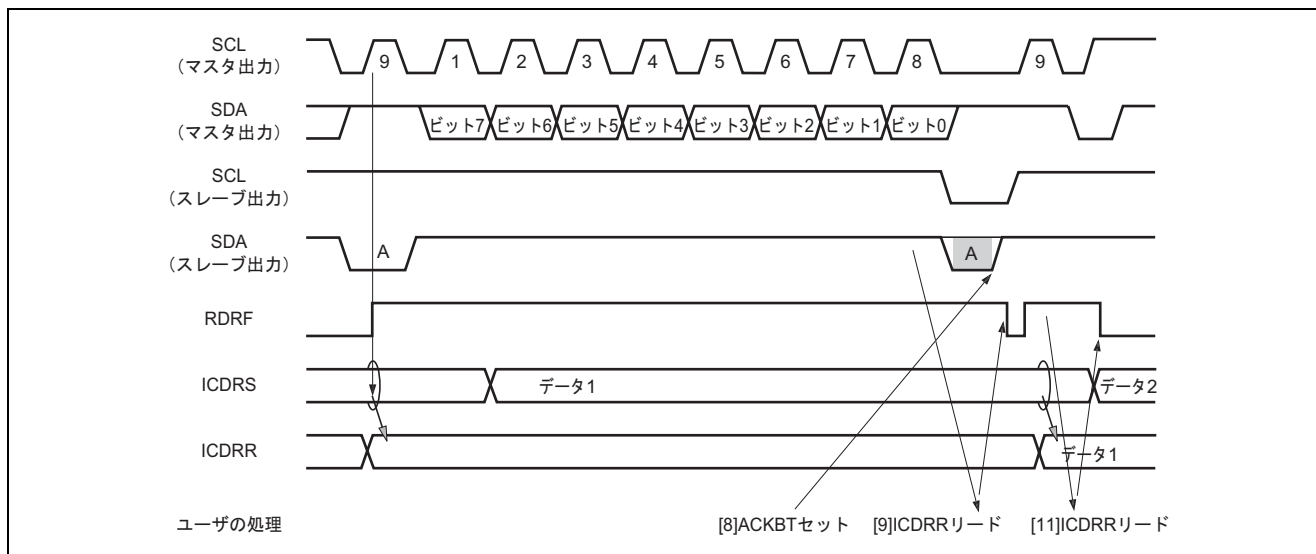 SCL
（マスタ出力）
9 1 2 3 4 5 6 7 8 9
SDA
（マスタ出力）
ビット7 ビット6 ビット5 ビット4 ビット3 ビット2 ビット1 ビット0
SCL
（スレーブ出力）
SDA
（スレーブ出力）
A A
RDRF
ICDRS
データ1 データ2
ICDRR
データ1
ユーザの処理
[8]ACKBTセット [9]ICDRRリード [11]ICDRRリード